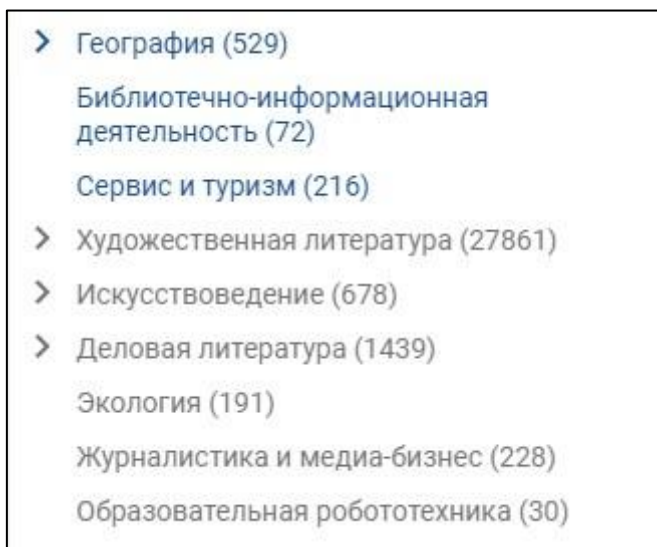 География (529)
Библиотечно-информационная
деятельность (72)
Сервис и туризм (216)
Художественная литература (27861)
Искусствоведение (678)
Деловая литература (1439)
Экология (191)
Журналистика и медиа-бизнес (228)
Образовательная робототехника (30)